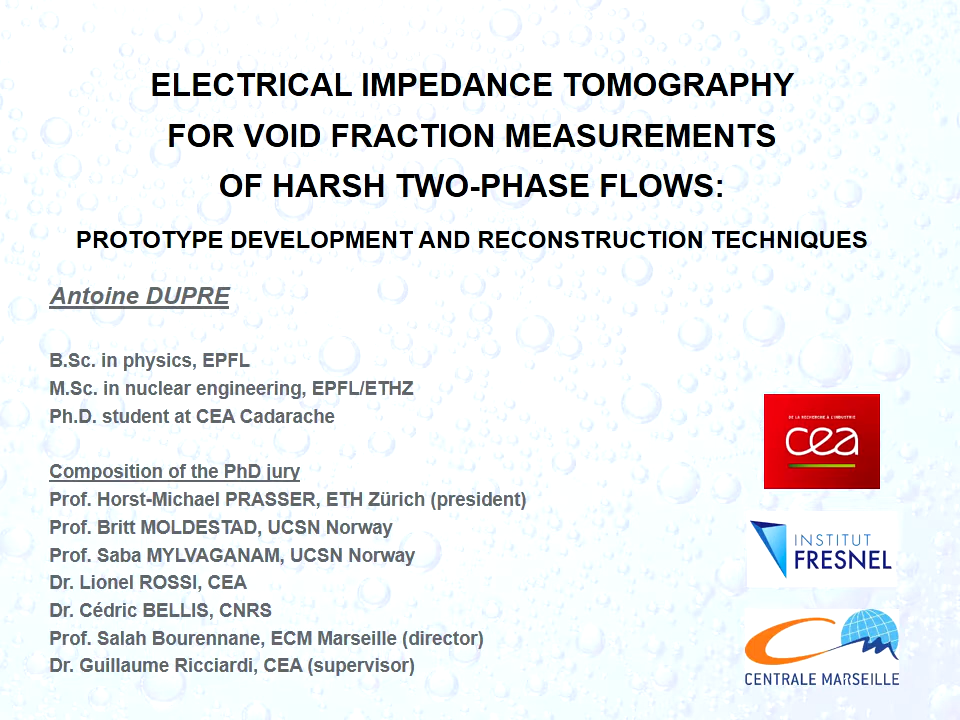 ELECTRICAL IMPEDANCE TOMOGRAPHY
FOR VOID FRACTION MEASUREMENTS
OF HARSH TWO-PHASE FLOWS:
PROTOTYPE DEVELOPMENT AND RECONSTRUCTION TECHNIQUES
Antoine DUPRE
B.Sc. in physics, EPFL
M.Sc. in nuclear engineering, EPFL/ETHZ
Ph.D. student at CEA Cadarache
Composition of the PhD jury
Prof. Horst-Michael PRASSER, ETH Zürich (president)
Prof. Britt MOLDESTAD, UCSN Norway
Prof. Saba MYLVAGANAM, UCSN Norway
Dr. Lionel ROSSI, CEA
Dr. Cédric BELLIS, CNRS
Prof. Salah Bourennane, ECM Marseille (director)
Dr. Guillaume Ricciardi, CEA (supervisor)
DE LA RECHERCHE À L'INDUSTRIE
cea
INSTITUT
FRESNEL
CENTRALE MARSEILLE